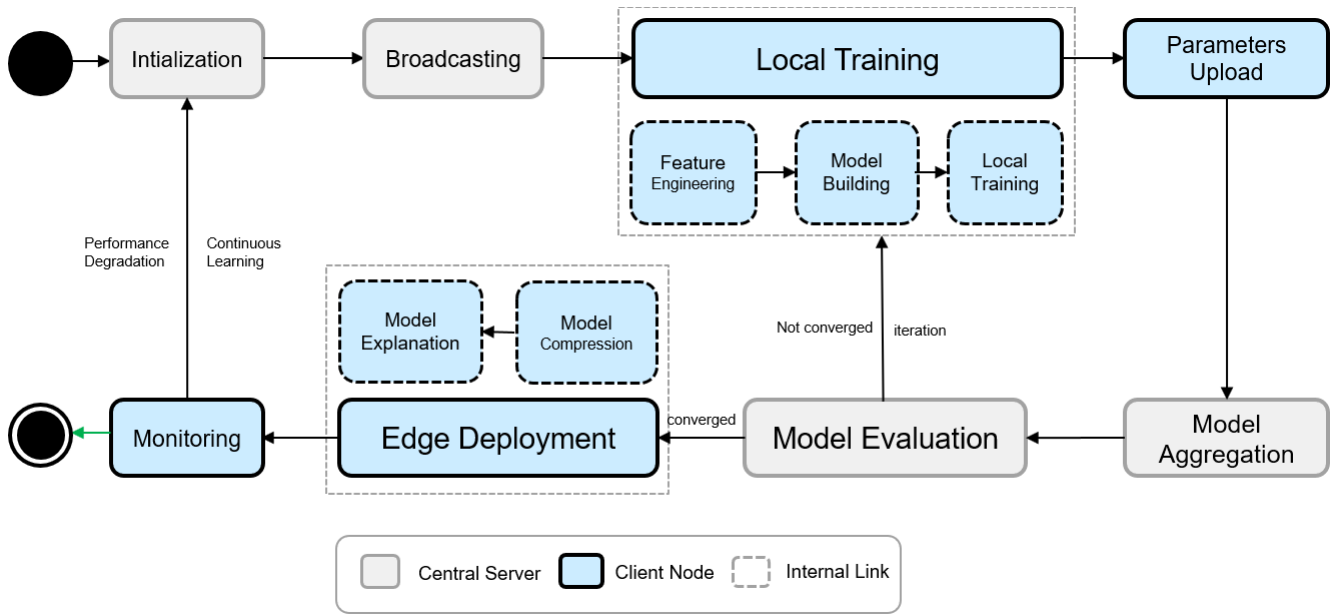 Intialization
Broadcasting
Local Training
Parameters
Upload
Feature
Engineering
Model
Building
Local
Training
Performance
Degradation
Continuous
Learning
Model
Explanation
Model
Compression
Not converged
iteration
Monitoring
Edge Deployment
converged
Model Evaluation
Model
Aggregation
Central Server
Client Node
Internal Link